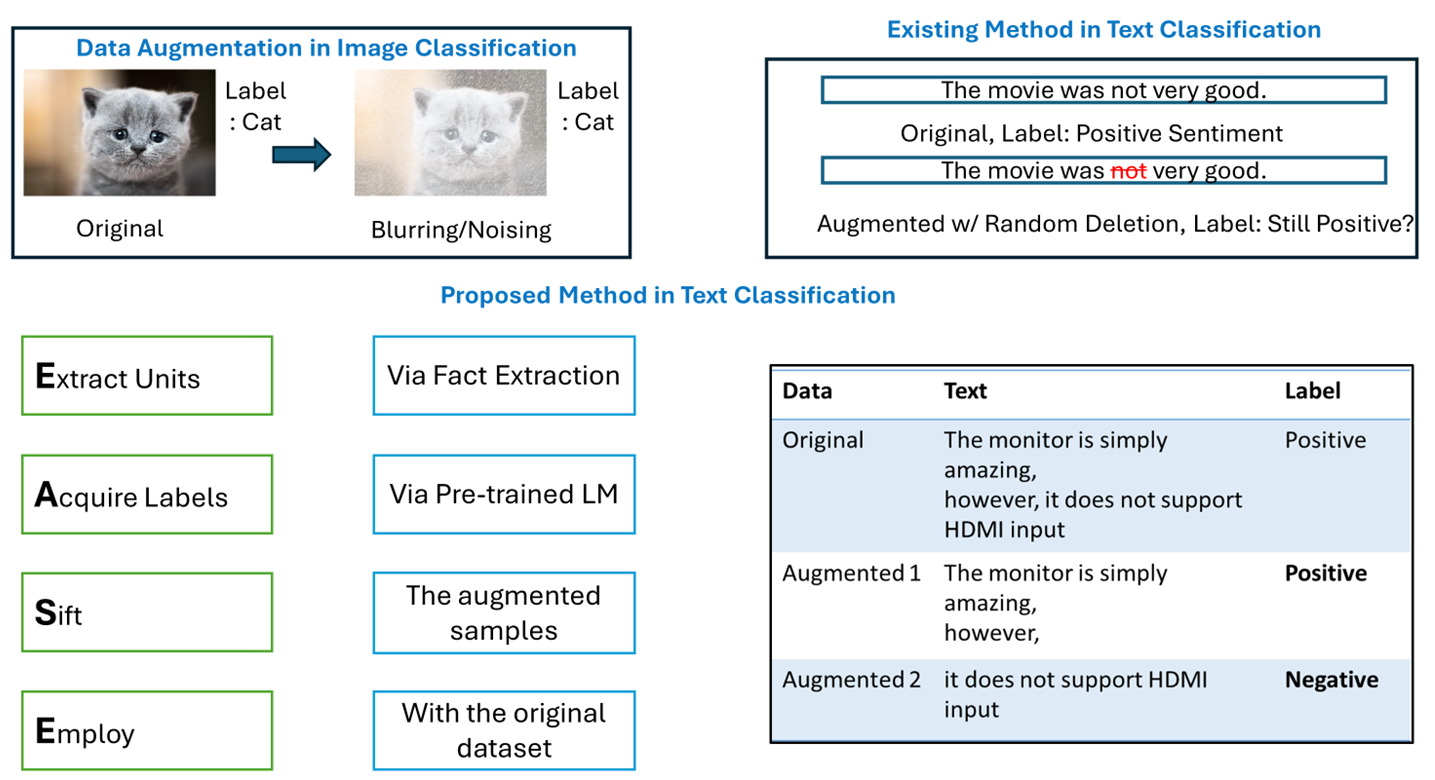 Data Augmentation in Image Classification
Label
: Cat
Label
: Cat
Original
Blurring/Noising
Existing Method in Text Classification
The movie was not very good.
Original, Label: Positive Sentiment
The movie was not very good.
Augmented w/ Random Deletion, Label: Still Positive?
Proposed Method in Text Classification
Extract Units
Via Fact Extraction
Acquire Labels
Via Pre-trained LM
Sift
The augmented
samples
Employ
With the original
dataset
Data Text Label
Original The monitor is simply Positive
amazing,
however, it does not support
HDMI input
Augmented 1 The monitor is simply Positive
amazing,
however,
Augmented 2 it does not support HDMI Negative
input